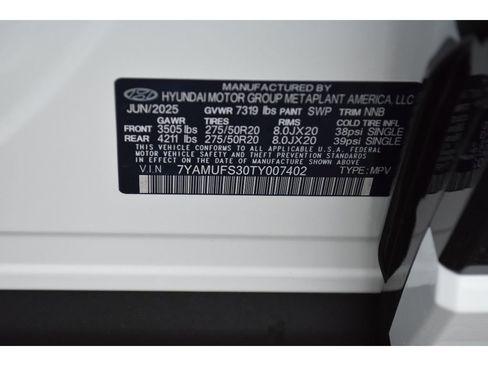 MANUFACTURED BY
HYUNDAI MOTOR GROUP METAPLANT AMERICA, LLC
JUN/2025 GVWR 7319 lbs PAINT SWP TRIM NNB
GAWR TIRES RIMS COLD TIRE INFL
FRONT 3505 lbs 275/50R20 8.0JX20 38psi SINGLE
REAR 4211 lbs 275/50R20 8.0JX20 39psi SINGLE
THIS VEHICLE CONFORMS TO ALL APPLICABLE U.S.A. FEDERAL MOTOR
VEHICLE SAFETY AND THEFT PREVENTION STANDARDS IN EFFECT ON
THE DATE OF MANUFACTURE SHOWN ABOVE.
V.I.N 7YAMUFS30TY007402 TYPE: MPV